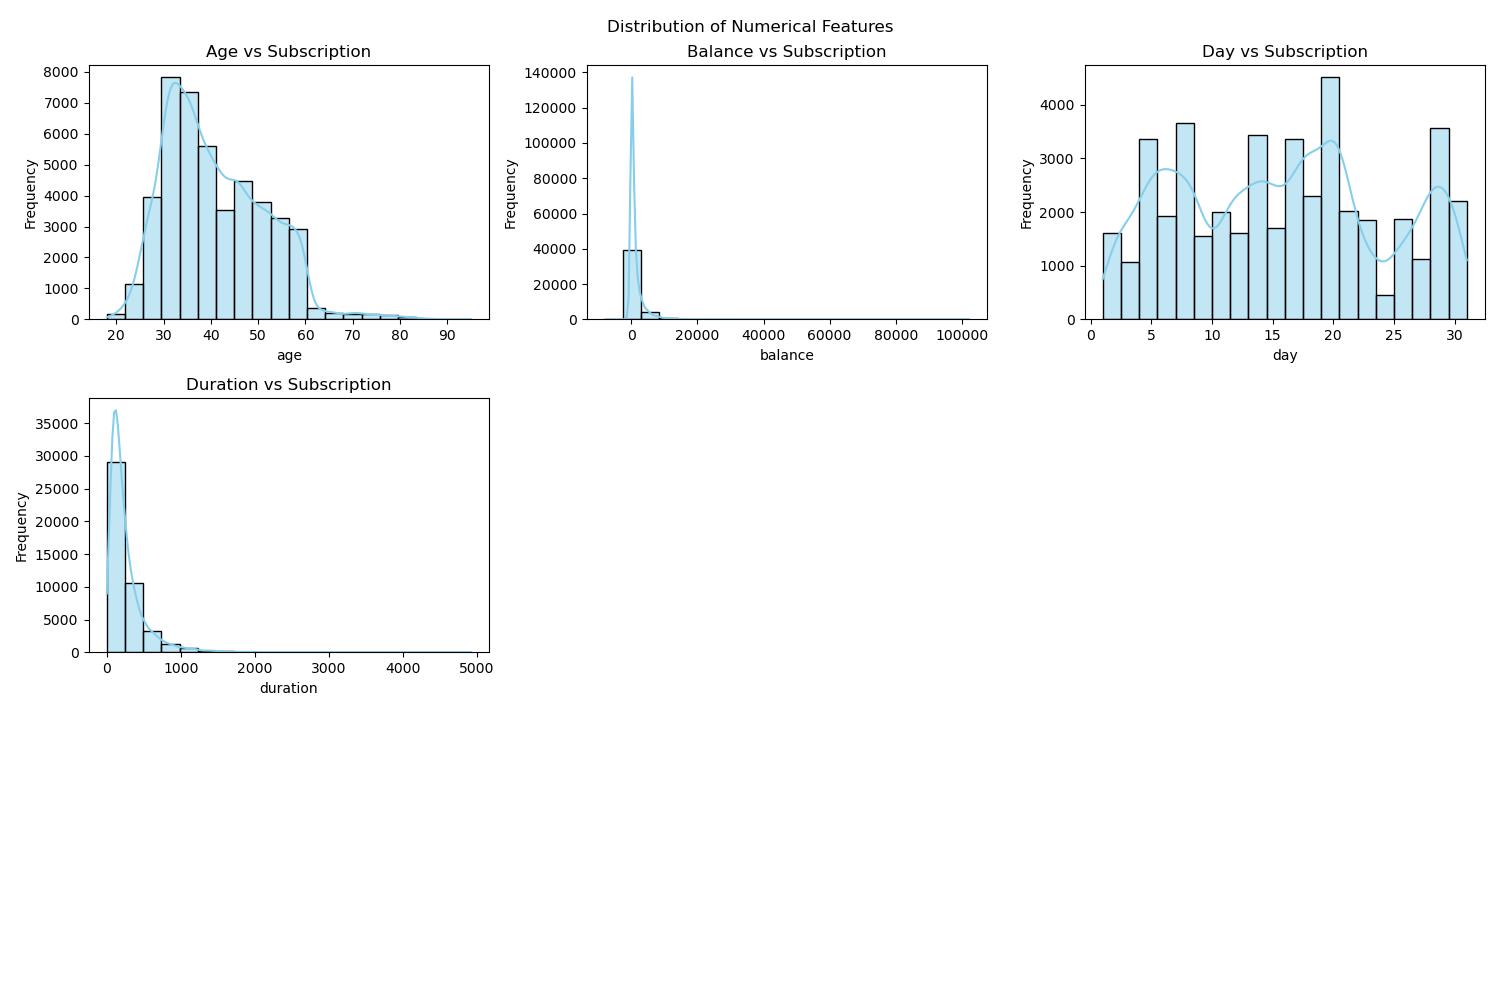 Distribution of Numerical Features
Age vs Subscription
Frequency
8000
7000
6000
5000
4000
3000
2000
1000
0
20 30 40 50 60 70 80 90
age
Balance vs Subscription
Frequency
140000
120000
100000
80000
60000
40000
20000
0
0 20000 40000 60000 80000 100000
balance
Day vs Subscription
Frequency
4000
3000
2000
1000
0
0 5 10 15 20 25 30
day
Duration vs Subscription
Frequency
35000
30000
25000
20000
15000
10000
5000
0
0 1000 2000 3000 4000 5000
duration